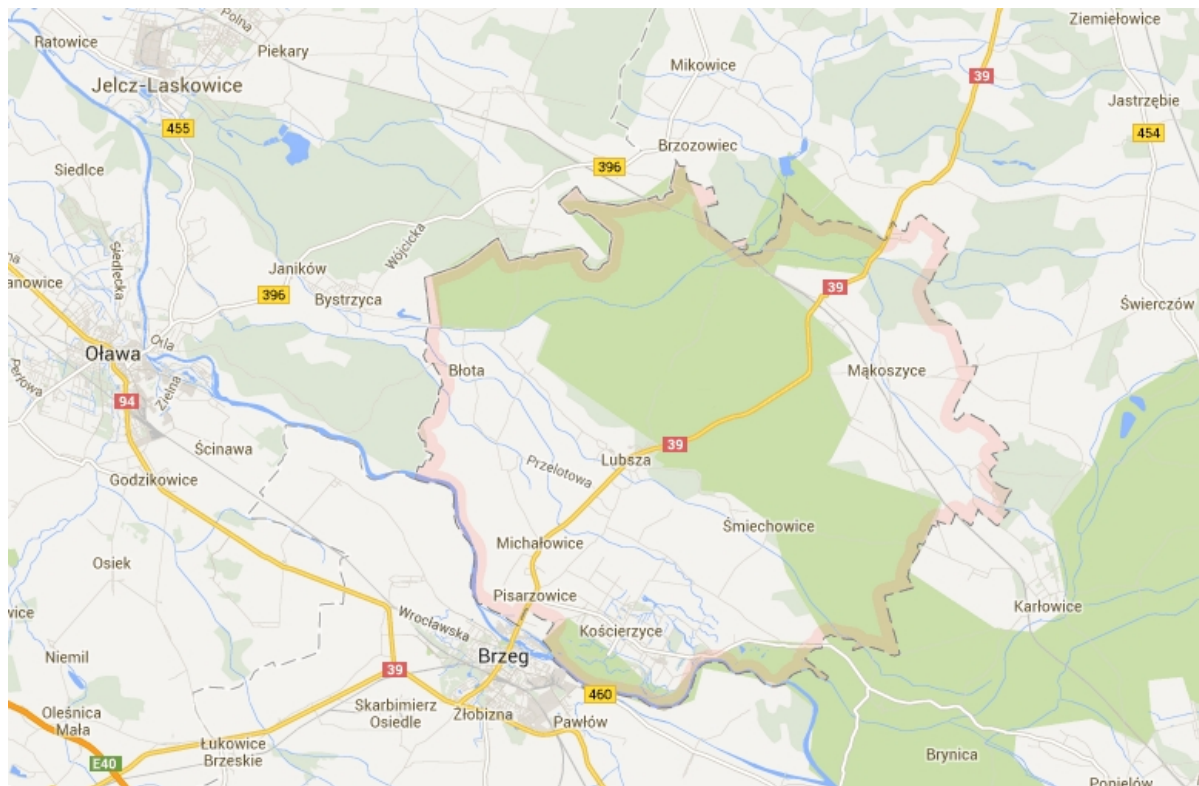 Polna
Ziemiełowice
Ratowice
Piekary
Mikowice
39
Jelcz-Laskowice
Jastrzębie
455
454
Brzozowiec
396
Siedlce
Wójcicka
Siedlecka
Janików
anowice
396
Bystrzyca
39
Świerczów
Orla
Oława
Błota
Mąkoszyce
Perłowa
Zielna
94
39
Ścinawa
Lubsza
Przelotowa
Godzikowice
Śmiechowice
Michałowice
Osiek
Pisarzowice
wice
Wrocławska
Karłowice
Kościerzyce
Niemil
Brzeg
39
460
Oleśnica
Mała
Skarbimierz
Osiedle
Żłobizna
Pawłów
Łukowice
Brzeskie
Brynica
E40
Popielów